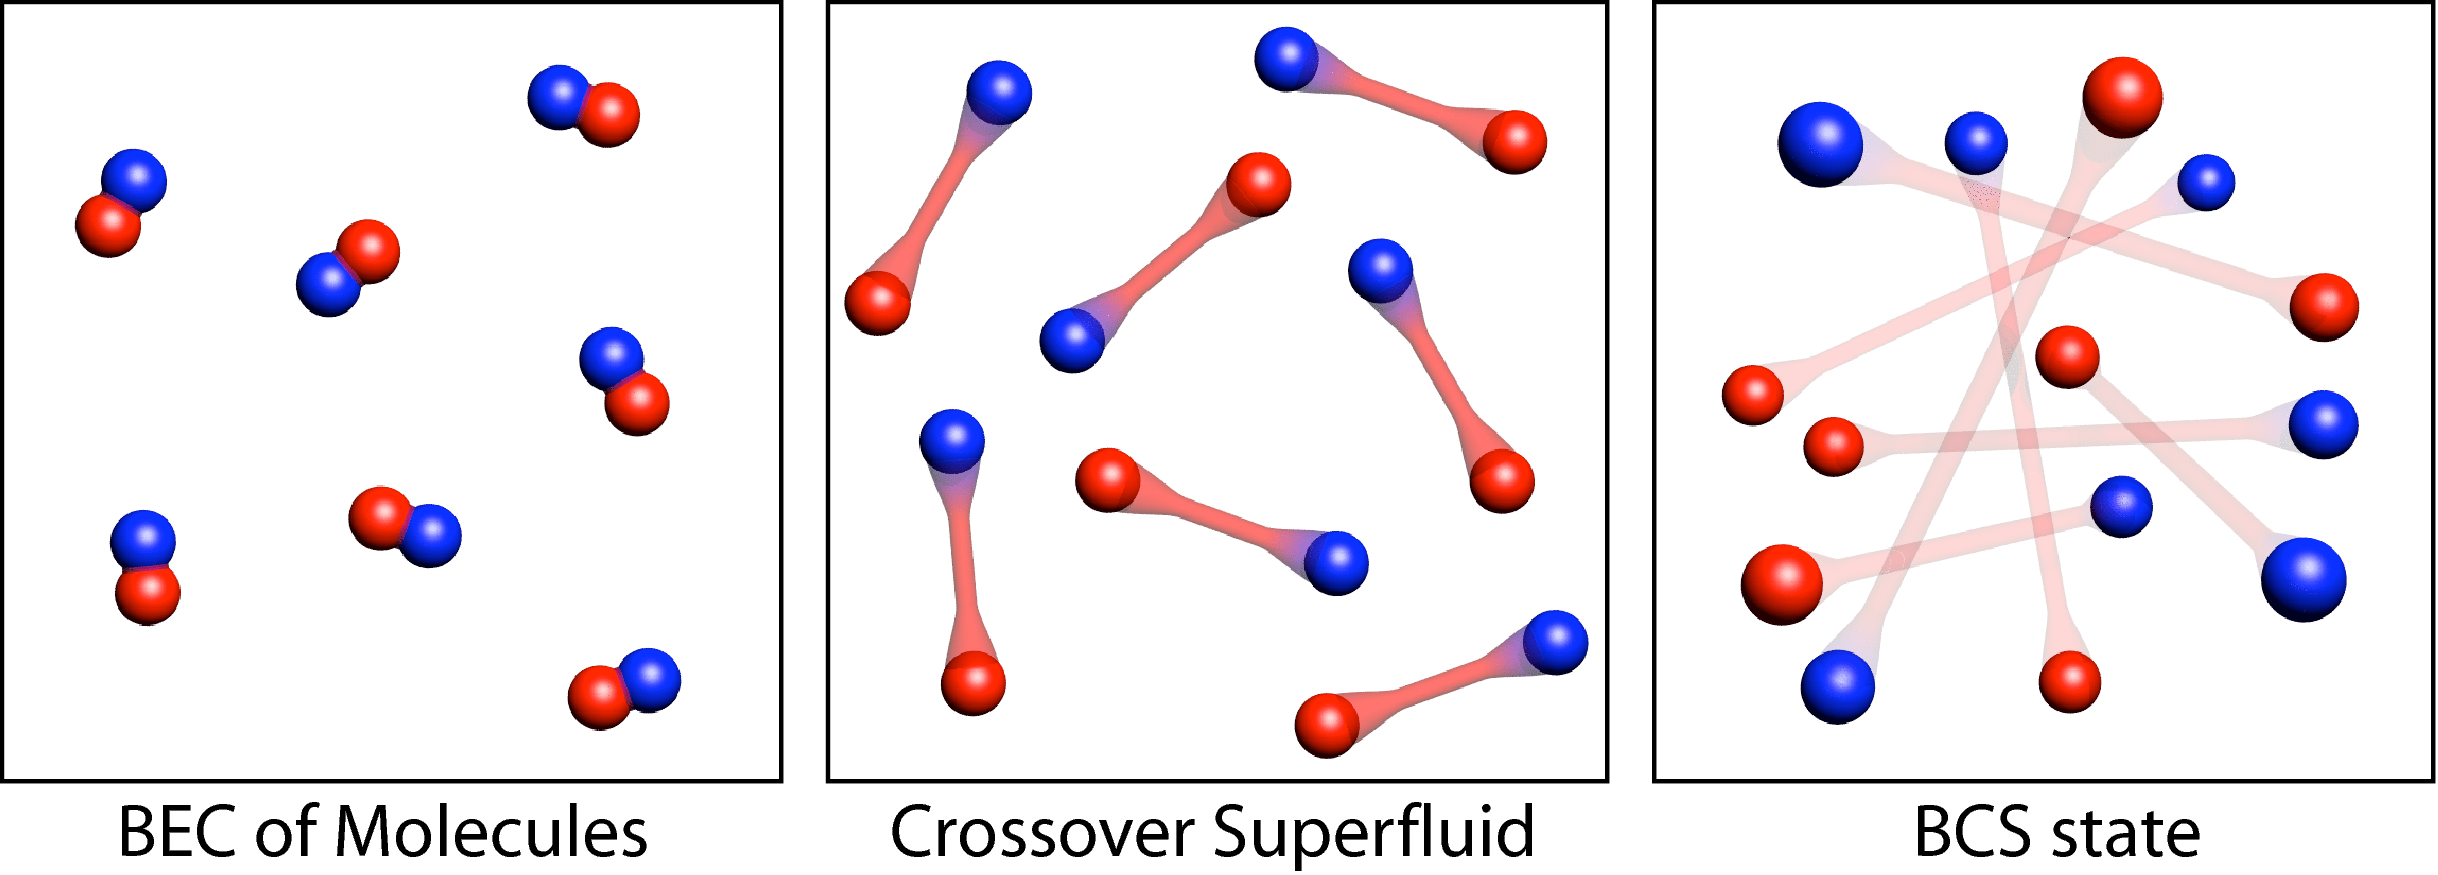 BEC of Molecules
Crossover Superfluid
BCS state